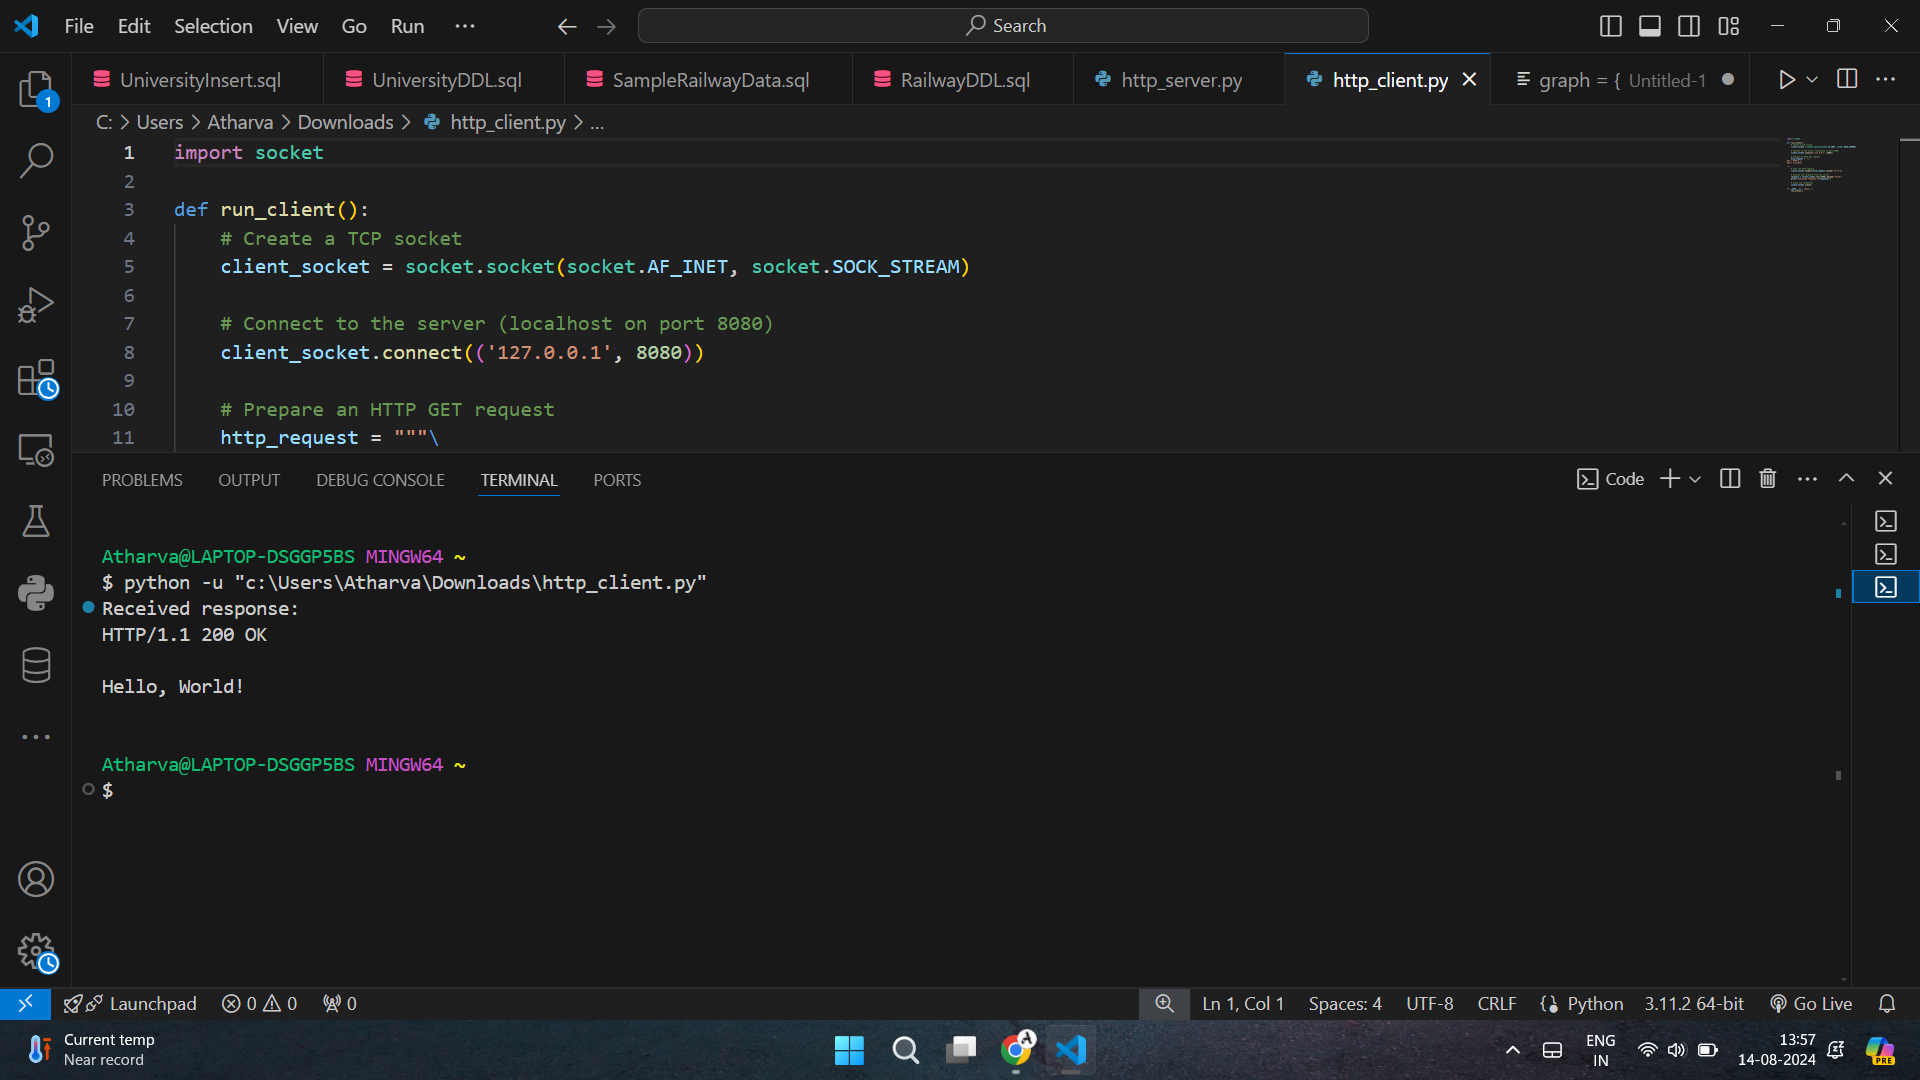 File Edit Selection View Go Run ··· Search
UniversityInsert.sql UniversityDDL.sql SampleRailwayData.sql RailwayDDL.sql http_server.py http_client.py graph = { Untitled-1
C: > Users > Atharva > Downloads > http_client.py > ...
1 import socket
2
3 def run_client():
4 # Create a TCP socket
5 client_socket = socket.socket(socket.AF_INET, socket.SOCK_STREAM)
6
7 # Connect to the server (localhost on port 8080)
8 client_socket.connect(('127.0.0.1', 8080))
9
10 # Prepare an HTTP GET request
11 http_request = """\
PROBLEMS OUTPUT DEBUG CONSOLE TERMINAL PORTS Code
Atharva@LAPTOP-DSGGP5BS MINGW64 ~
$ python -u "c:\Users\Atharva\Downloads\http_client.py"
Received response:
HTTP/1.1 200 OK
Hello, World!
Atharva@LAPTOP-DSGGP5BS MINGW64 ~
$
1
Launchpad 0 0 0 Ln 1, Col 1 Spaces: 4 UTF-8 CRLF Python 3.11.2 64-bit Go Live
Current temp
Near record
ENG
IN
13:57
14-08-2024
PRE